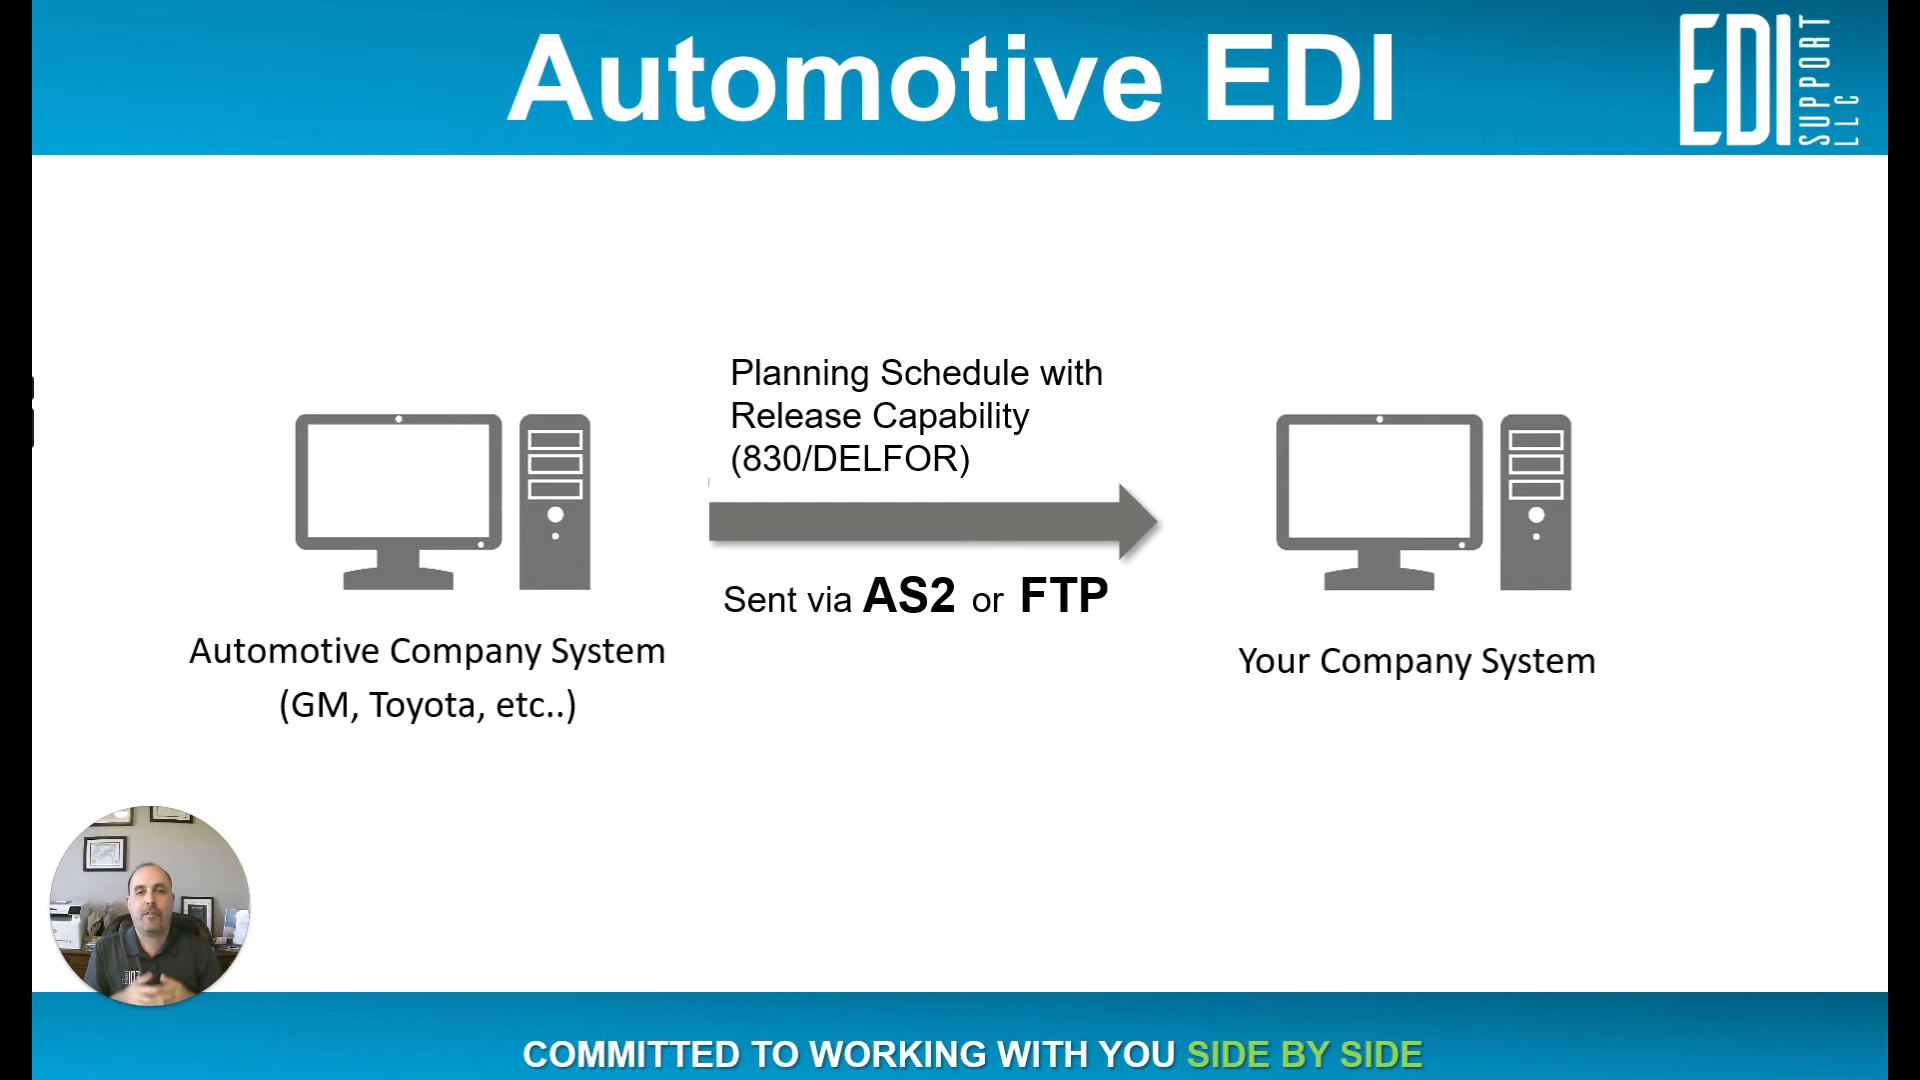 Automotive EDI
EDI
SUPPORT
LLC
Planning Schedule with
Release Capability
(830/DELFOR)
Sent via AS2 or FTP
Automotive Company System
(GM, Toyota, etc..)
Your Company System
COMMITTED TO WORKING WITH YOU SIDE BY SIDE